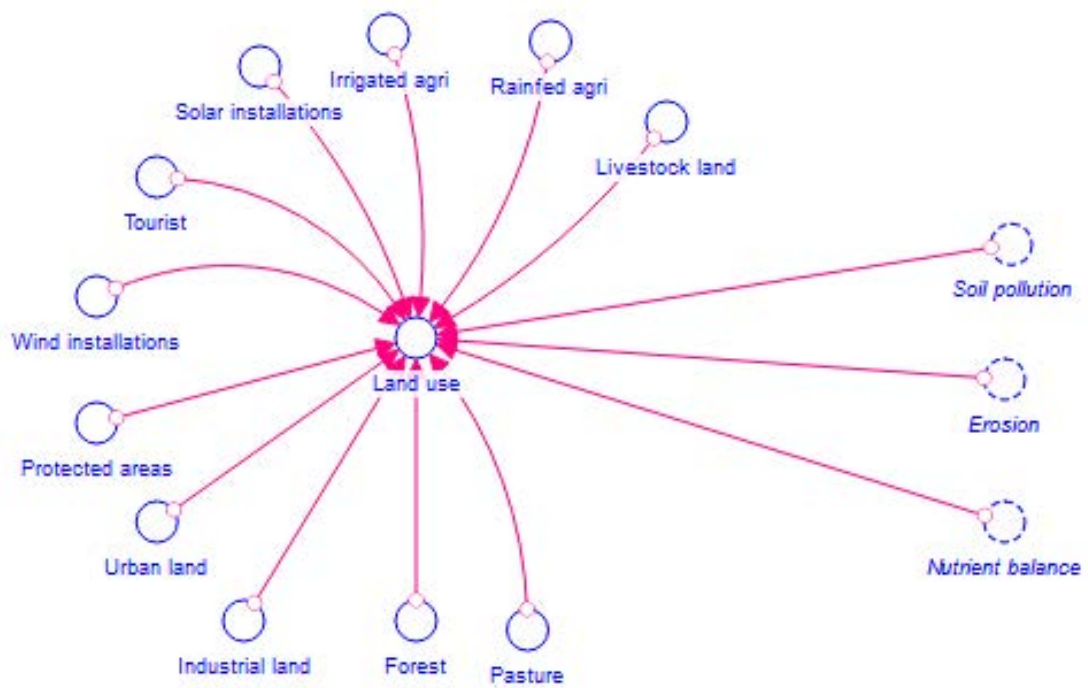 Irrigated agri
Rainfed agri
Solar installations
Livestock land
Tourist
Soil pollution
Wind installations
Land use
Erosion
Protected areas
Urban land
Nutrient balance
Industrial land
Forest
Pasture